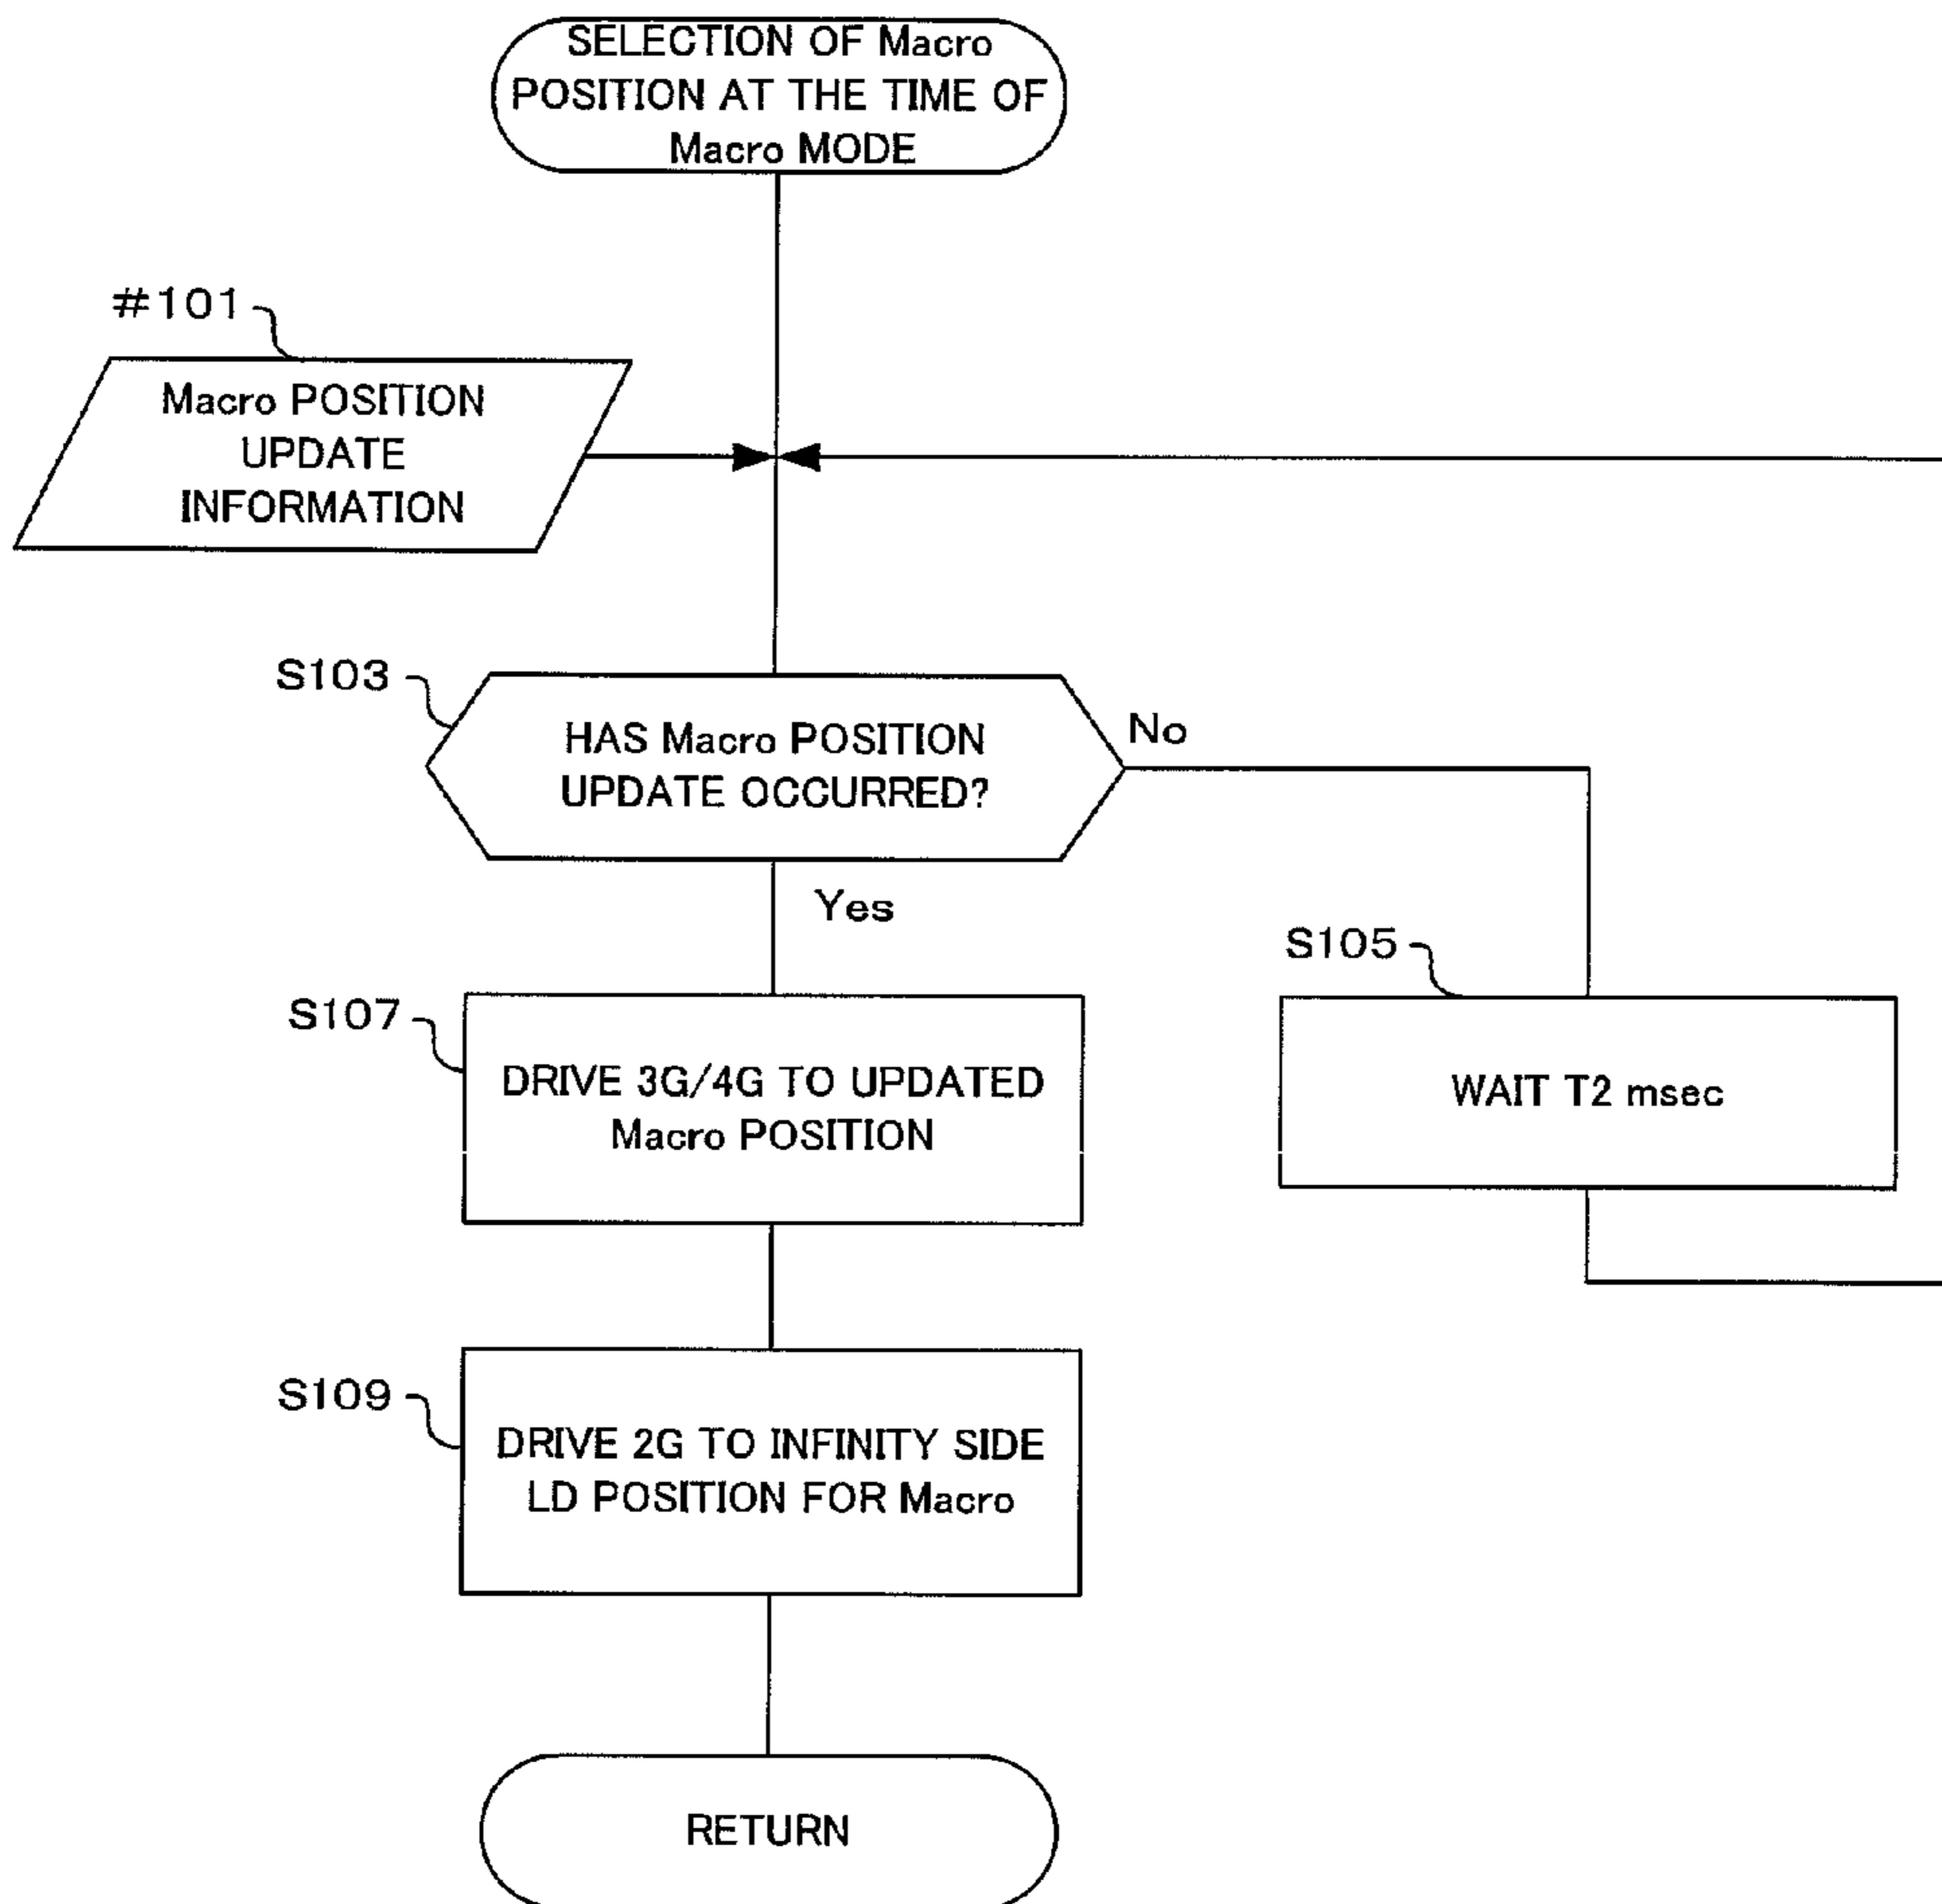 SELECTION OF Macro
POSITION AT THE TIME OF
Macro MODE
#101
Macro POSITION
UPDATE
INFORMATION
S103
HAS Macro POSITION
UPDATE OCCURRED?
No
Yes
S105
WAIT T2 msec
S107
DRIVE 3G/4G TO UPDATED
Macro POSITION
S109
DRIVE 2G TO INFINITY SIDE
LD POSITION FOR Macro
RETURN